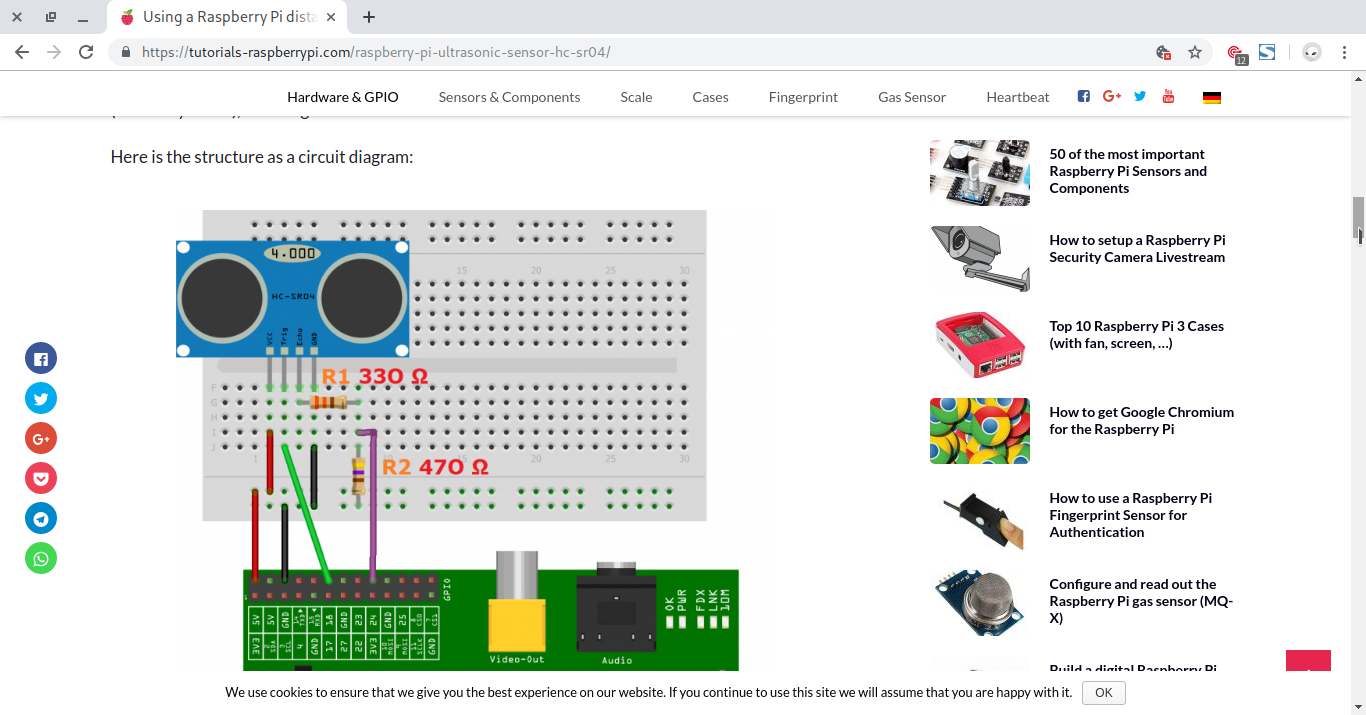 Using a Raspberry Pi dista
https://tutorials-raspberrypi.com/raspberry-pi-ultrasonic-sensor-hc-sr04/
12
Hardware & GPIO Sensors & Components Scale Cases Fingerprint Gas Sensor Heartbeat
Here is the structure as a circuit diagram:
4.000
HC-SR04
VCC Trig Echo GND
15 20 25 30
R1 330 Ω
F
G
H
I
J
1 15 20 25 30
R2 470 Ω
GPIO
5V 5V GND 14 TX3 15 RX3 18 GND 23 24 GND 25 8 CS0 7 CS1
3V3 2 SDA 3 SCL 4 GND 17 27 22 3V3 10 MOSI 9 MOSI 11 SCLK GND
Video-Out
Audio
OK PWR FDX LNK 10M
50 of the most important
Raspberry Pi Sensors and
Components
How to setup a Raspberry Pi
Security Camera Livestream
Top 10 Raspberry Pi 3 Cases
(with fan, screen, …)
How to get Google Chromium
for the Raspberry Pi
How to use a Raspberry Pi
Fingerprint Sensor for
Authentication
Configure and read out the
Raspberry Pi gas sensor (MQ-
X)
Build a digital Raspberry Pi
We use cookies to ensure that we give you the best experience on our website. If you continue to use this site we will assume that you are happy with it. OK